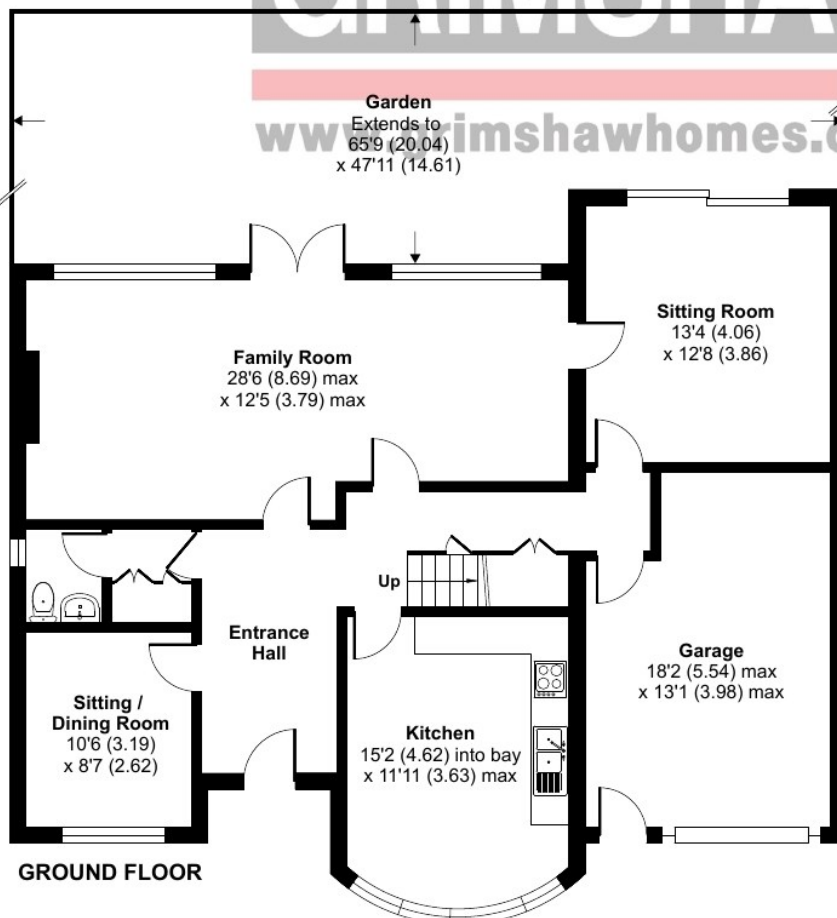 Garden
Extends to
65'9 (20.04)
x 47'11 (14.61)
www.grimshawhomes.c
Sitting Room
13'4 (4.06)
x 12'8 (3.86)
Family Room
28'6 (8.69) max
x 12'5 (3.79) max
Up
Entrance
Hall
Garage
18'2 (5.54) max
x 13'1 (3.98) max
Sitting /
Dining Room
10'6 (3.19)
x 8'7 (2.62)
Kitchen
15'2 (4.62) into bay
x 11'11 (3.63) max
GROUND FLOOR